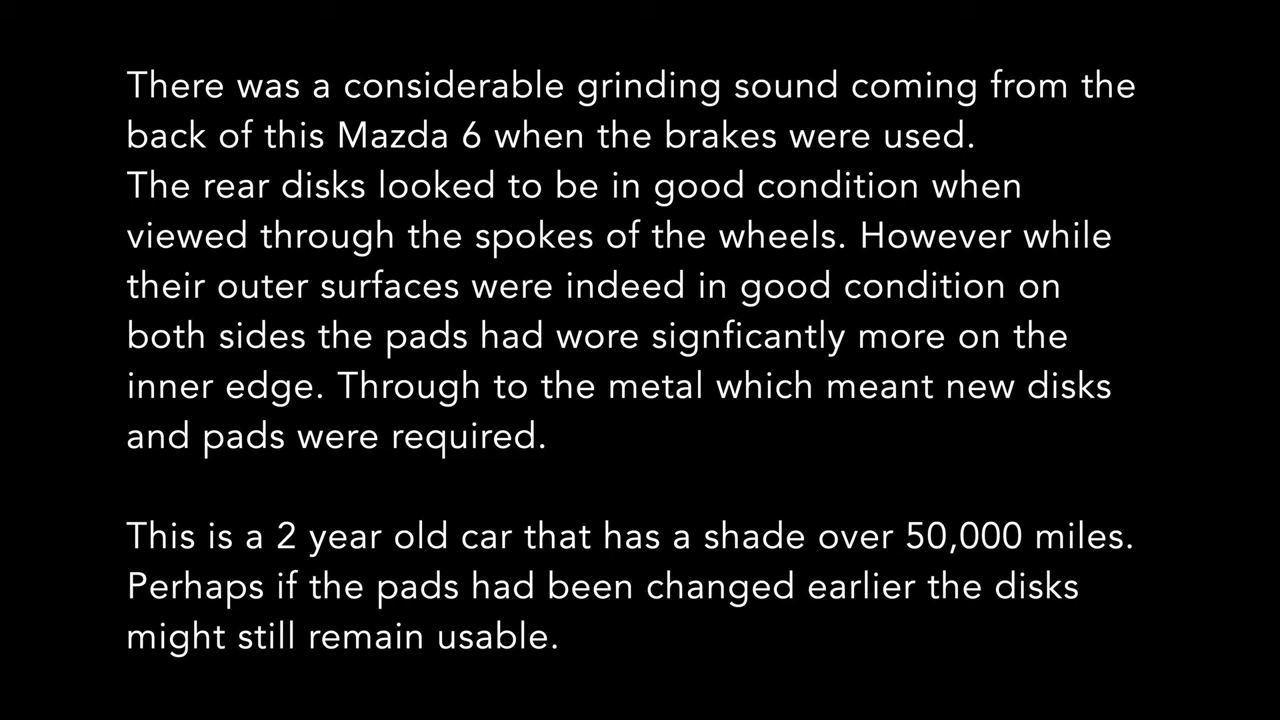 There was a considerable grinding sound coming from the
back of this Mazda 6 when the brakes were used.
The rear disks looked to be in good condition when
viewed through the spokes of the wheels. However while
their outer surfaces were indeed in good condition on
both sides the pads had wore signficantly more on the
inner edge. Through to the metal which meant new disks
and pads were required.
This is a 2 year old car that has a shade over 50,000 miles.
Perhaps if the pads had been changed earlier the disks
might still remain usable.